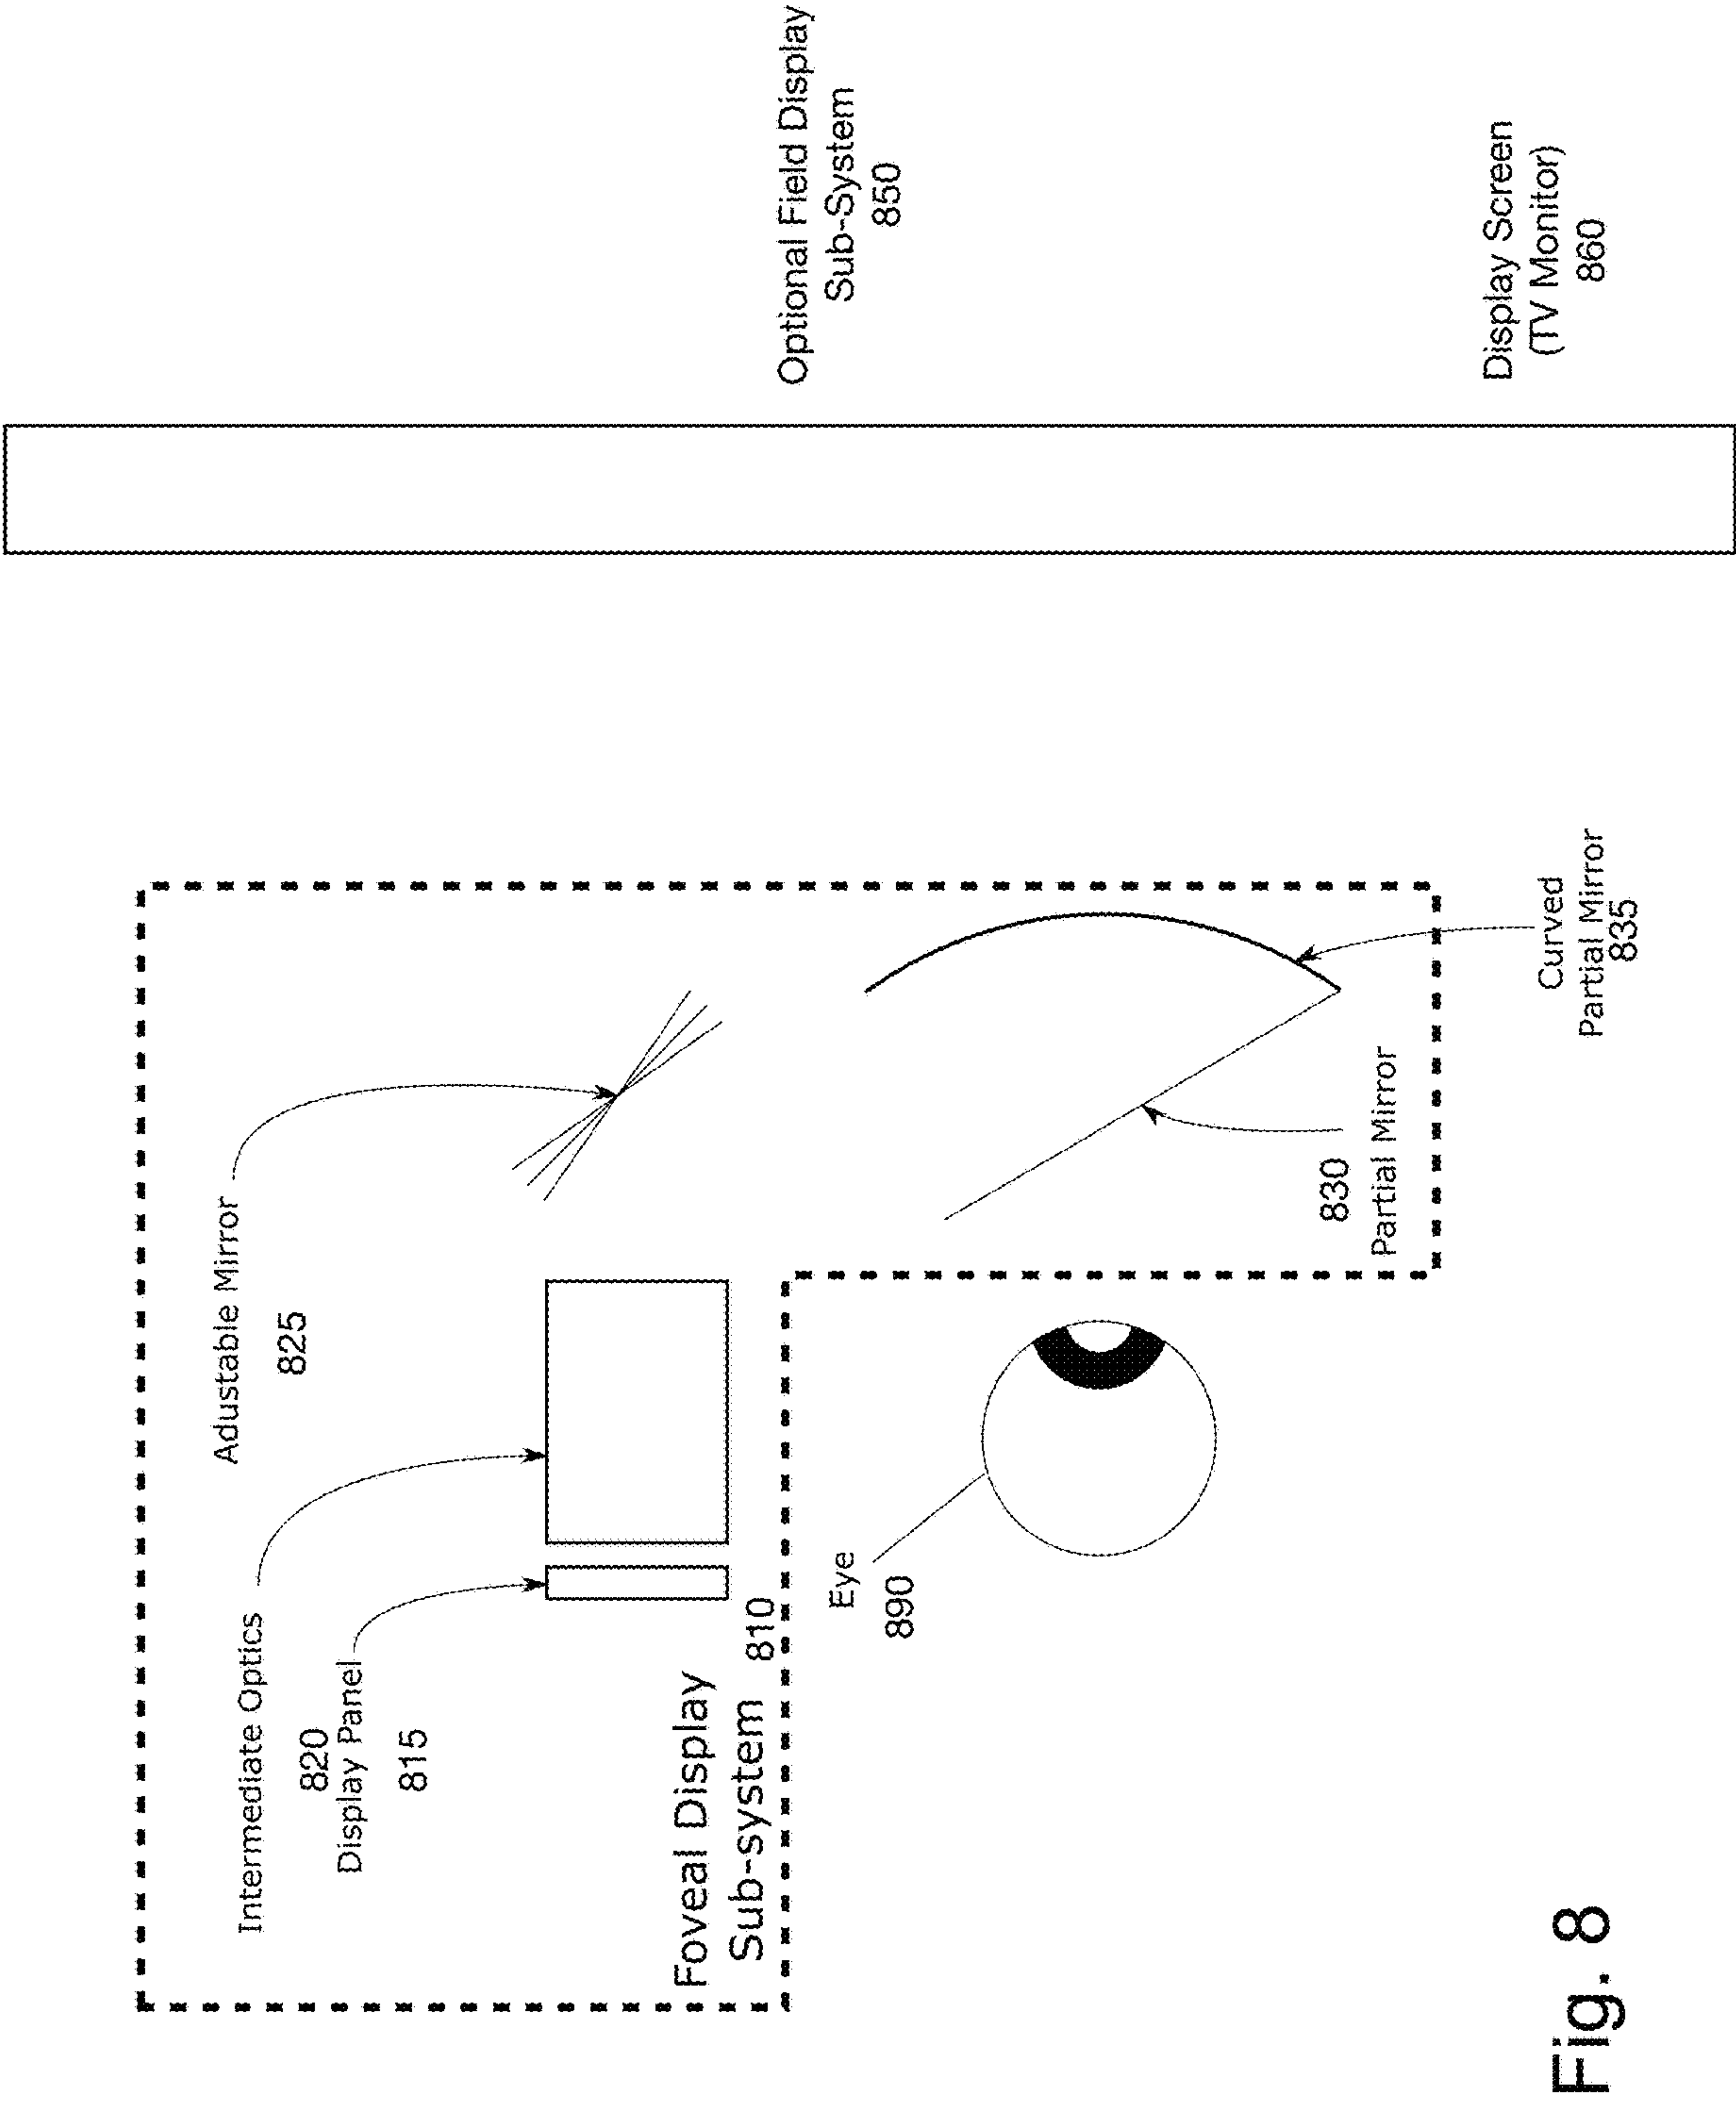 Adustable Mirror
825
Intermediate Optics
820
Display Panel
815
Foveal Display
Sub-system 810
Eye
890
830
Partial Mirror
Curved
Partial Mirror
835
Optional Field Display
Sub-System
850
Display Screen
(TV Monitor)
860
Fig. 8